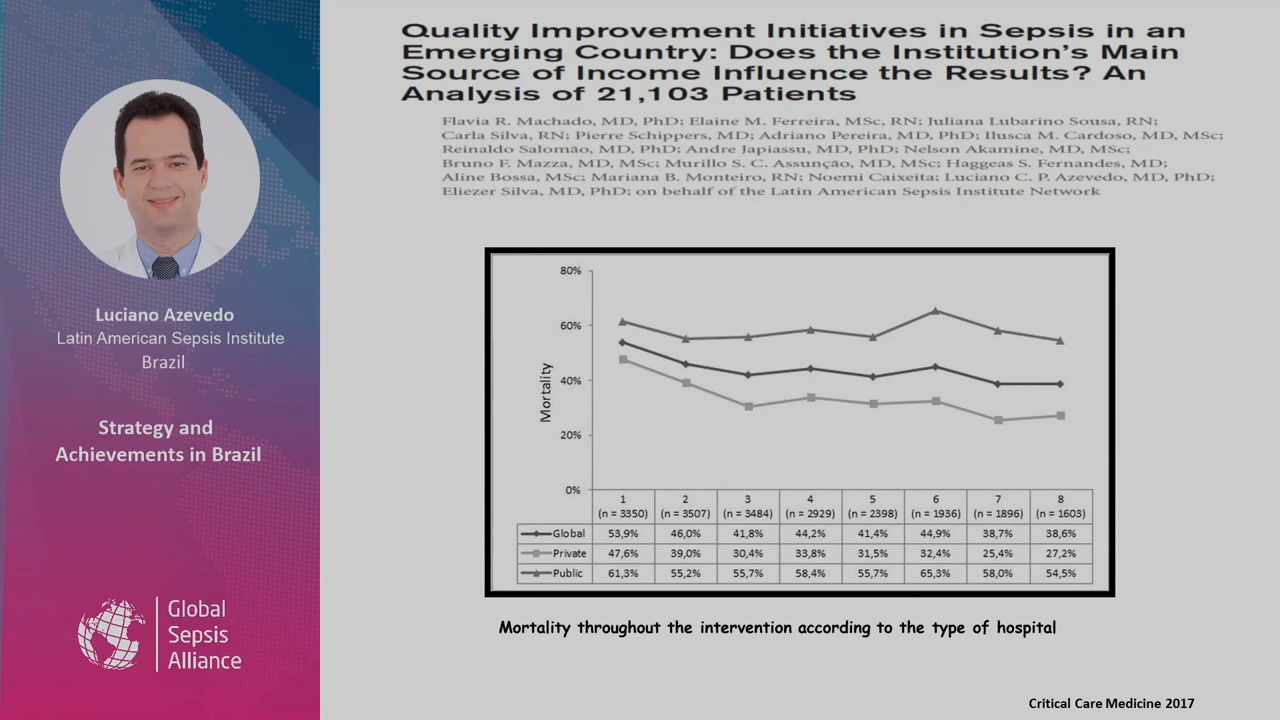 Luciano Azevedo
Latin American Sepsis Institute
Brazil
Strategy and
Achievements in Brazil
Global
Sepsis
Alliance
Quality Improvement Initiatives in Sepsis in an
Emerging Country: Does the Institution's Main
Source of Income Influence the Results? An
Analysis of 21,103 Patients
Flavia R. Machado, MD, PhD; Elaine M. Ferreira, MSc, RN; Juliana Lubarino Sousa, RN;
Carla Silva, RN; Pierre Schippers, MD; Adriano Pereira, MD, PhD; Ilusca M. Cardoso, MD, MSc;
Reinaldo Salomão, MD, PhD; Andre Japiassu, MD, PhD; Nelson Akamine, MD, MSc;
Bruno F. Mazza, MD, MSc; Murillo S. C. Assunção, MD, MSc; Haggeas S. Fernandes, MD;
Aline Bossa, MSc; Mariana B. Monteiro, RN; Noemi Caixeita; Luciano C. P. Azevedo, MD, PhD;
Eliezer Silva, MD, PhD; on behalf of the Latin American Sepsis Institute Network
Mortality
80%
60%
40%
20%
0%
1 2 3 4 5 6 7 8
(n = 3350) (n = 3507) (n = 3484) (n = 2929) (n = 2398) (n = 1936) (n = 1896) (n = 1603)
Global 53,9% 46,0% 41,8% 44,2% 41,4% 44,9% 38,7% 38,6%
Private 47,6% 39,0% 30,4% 33,8% 31,5% 32,4% 25,4% 27,2%
Public 61,3% 55,2% 55,7% 58,4% 55,7% 65,3% 58,0% 54,5%
Mortality throughout the intervention according to the type of hospital
Critical Care Medicine 2017